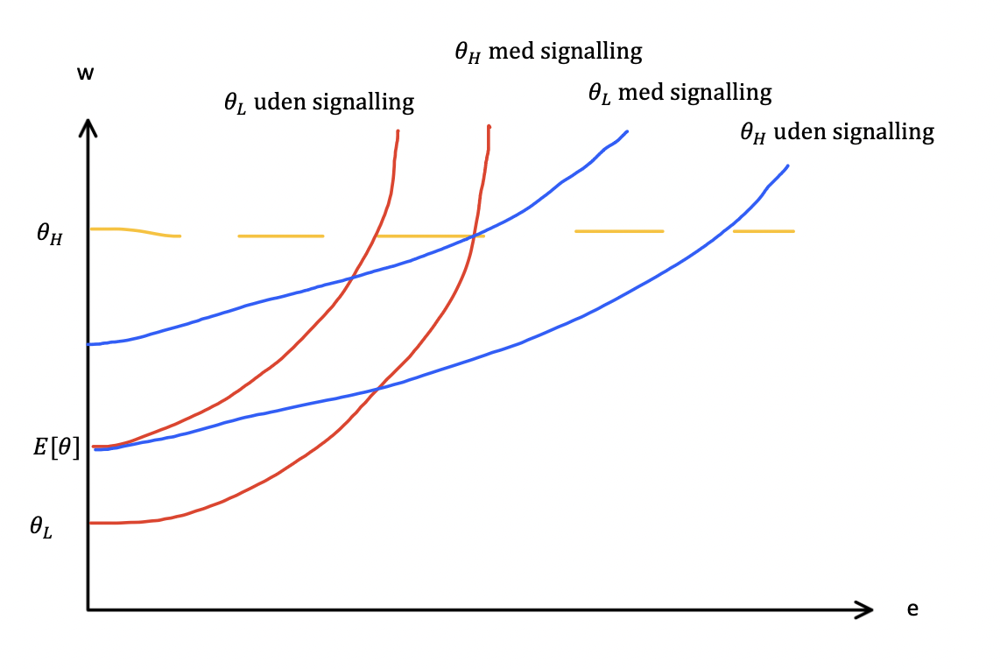 θ_H med signalling
w
θ_L med signalling
θ_L uden signalling
θ_H uden signalling
θ_H
E[θ]
θ_L
e